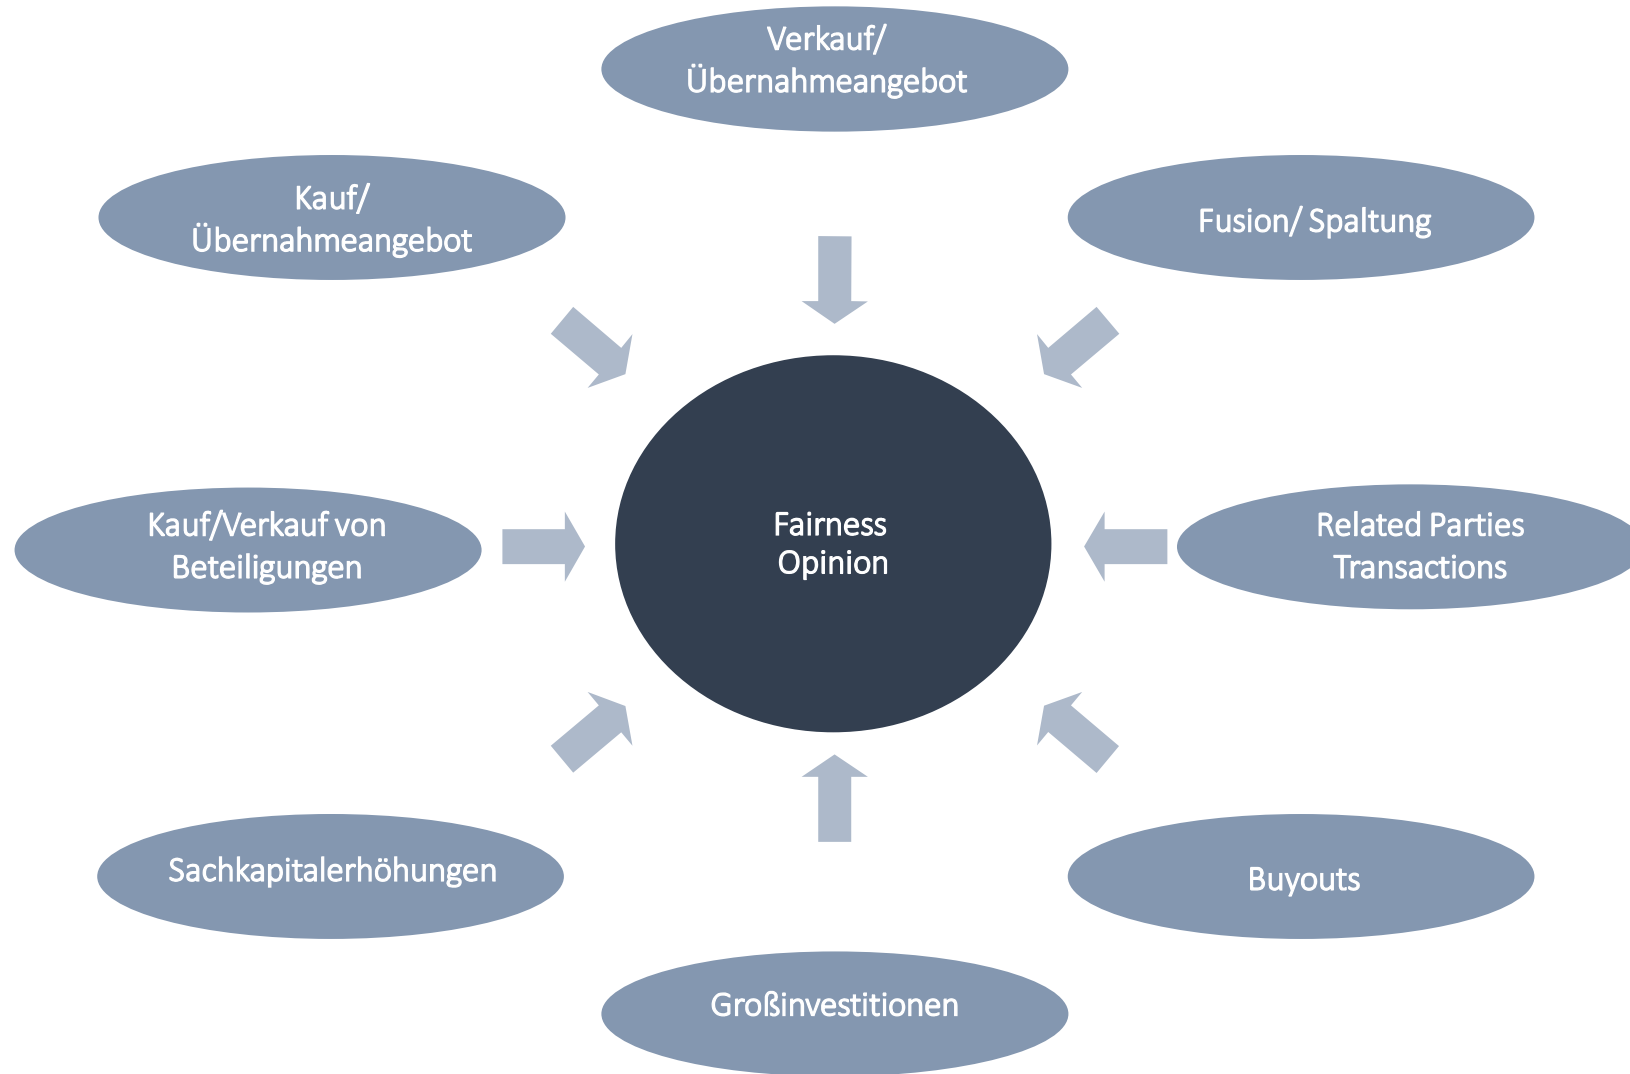 Verkauf/
Übernahmeangebot
Kauf/
Übernahmeangebot
Fusion/ Spaltung
Kauf/Verkauf von
Beteiligungen
Fairness
Opinion
Related Parties
Transactions
Sachkapitalerhöhungen
Buyouts
Großinvestitionen